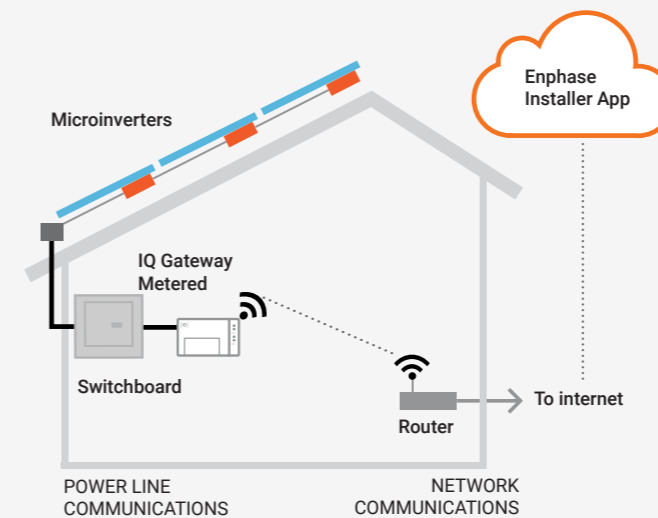 Enphase
Installer App
Microinverters
IQ Gateway
Metered
Switchboard
To internet
Router
POWER LINE
COMMUNICATIONS
NETWORK
COMMUNICATIONS